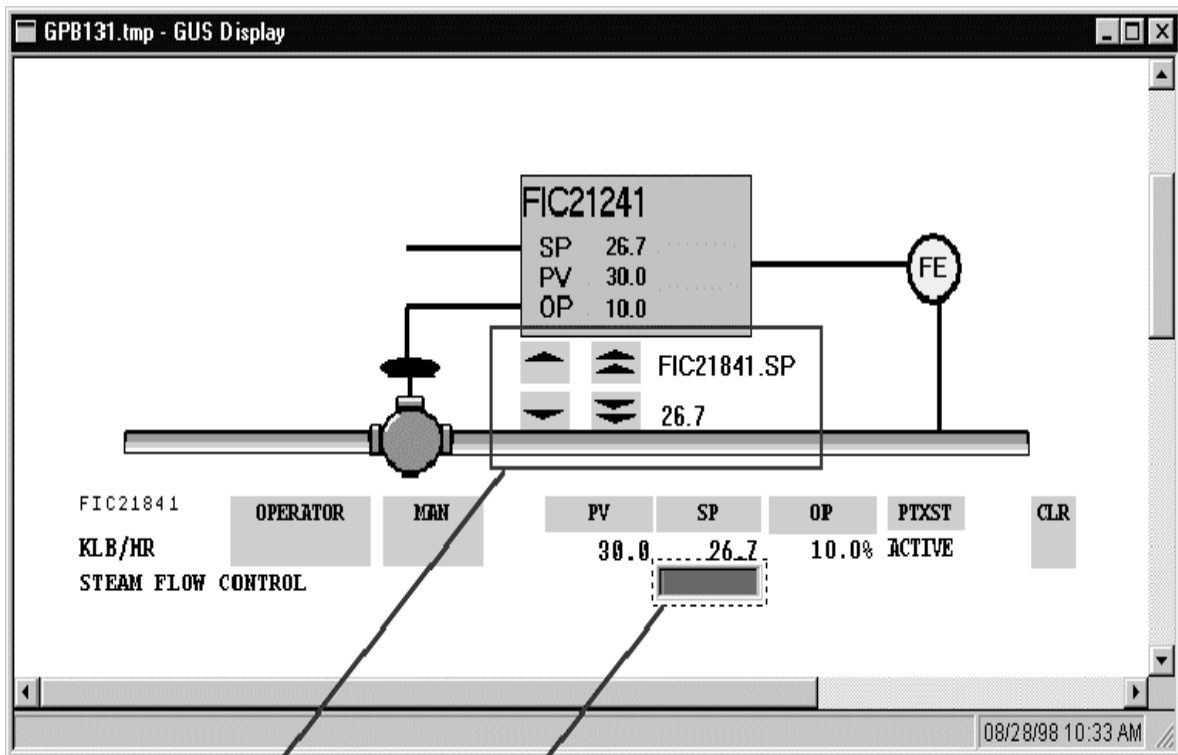 GPB131.tmp - GUS Display
FIC21241
SP 26.7
PV 30.0
OP 10.0
FE
FIC21841.SP
26.7
FIC21841 OPERATOR MAN PV SP OP PTXST CLR
KLB/HR 30.0 26.7 10.0% ACTIVE
STEAM FLOW CONTROL
08/28/98 10:33 AM